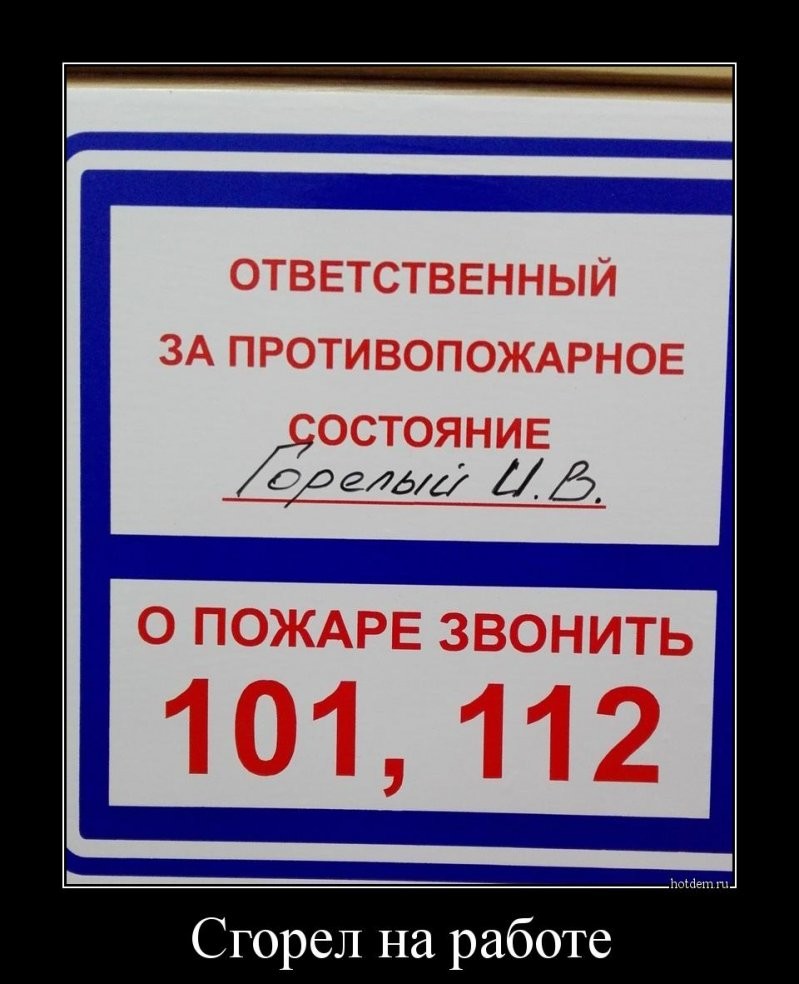 ОТВЕТСТВЕННЫЙ
ЗА ПРОТИВОПОЖАРНОЕ
СОСТОЯНИЕ
Горелый И.В.
О ПОЖАРЕ ЗВОНИТЬ
101, 112
hotdem.ru
Сгорел на работе